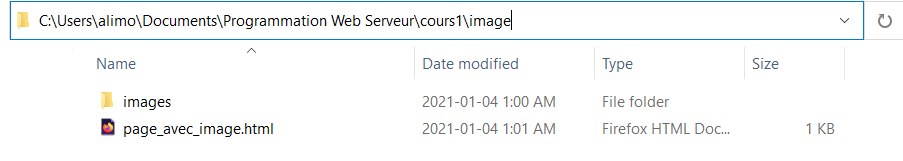 C:\Users\alimo\Documents\Programmation Web Serveur\cours1\image
Name Date modified Type Size
images 2021-01-04 1:00 AM File folder
page_avec_image.html 2021-01-04 1:01 AM Firefox HTML Doc... 1 KB